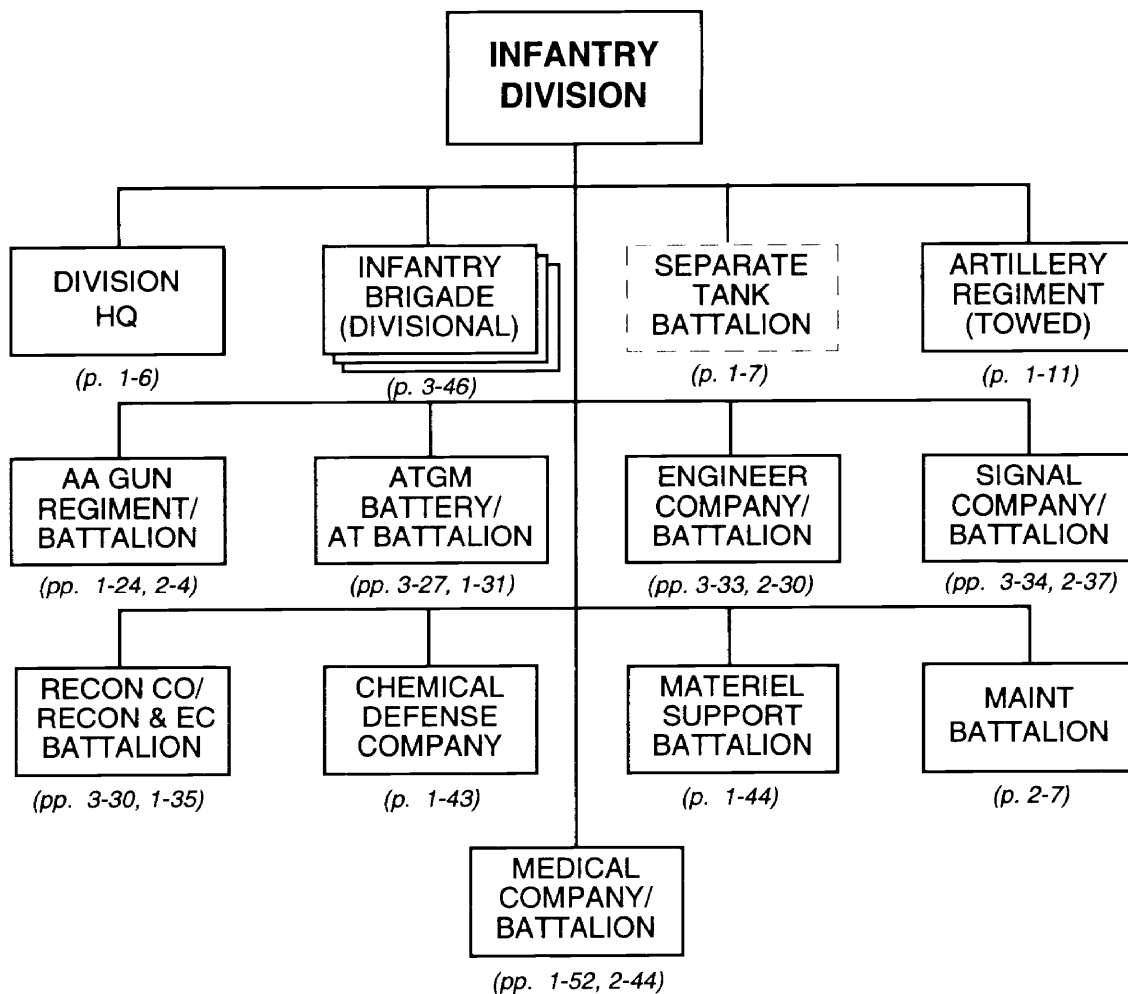 INFANTRY
DIVISION
DIVISION
HQ
(p. 1-6)
INFANTRY
BRIGADE
(DIVISIONAL)
(p. 3-46)
SEPARATE
TANK
BATTALION
(p. 1-7)
ARTILLERY
REGIMENT
(TOWED)
(p. 1-11)
AA GUN
REGIMENT/
BATTALION
(pp. 1-24, 2-4)
ATGM
BATTERY/
AT BATTALION
(pp. 3-27, 1-31)
ENGINEER
COMPANY/
BATTALION
(pp. 3-33, 2-30)
SIGNAL
COMPANY/
BATTALION
(pp. 3-34, 2-37)
RECON CO/
RECON & EC
BATTALION
(pp. 3-30, 1-35)
CHEMICAL
DEFENSE
COMPANY
(p. 1-43)
MATERIEL
SUPPORT
BATTALION
(p. 1-44)
MAINT
BATTALION
(p. 2-7)
MEDICAL
COMPANY/
BATTALION
(pp. 1-52, 2-44)